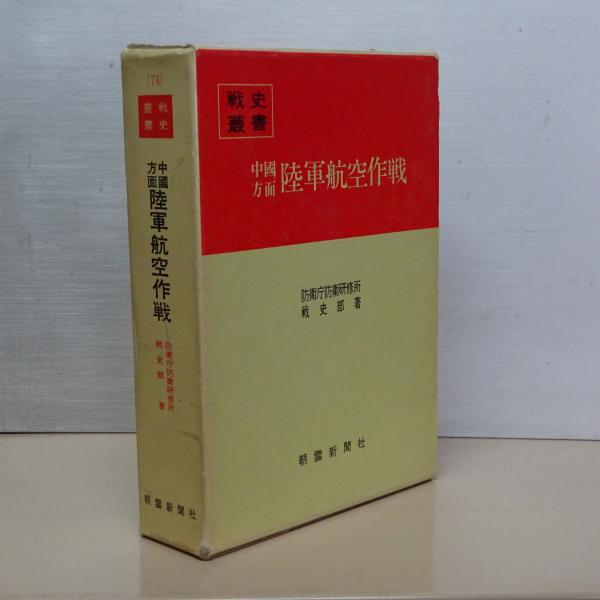 (74)
戦史
叢書
中國
方面
陸軍航空作戦
防衛庁防衛研修所
戦史部 著
朝雲新聞社
戦史
叢書
中國
方面 陸軍航空作戦
防衛庁防衛研修所
戦史部 著
朝雲新聞社